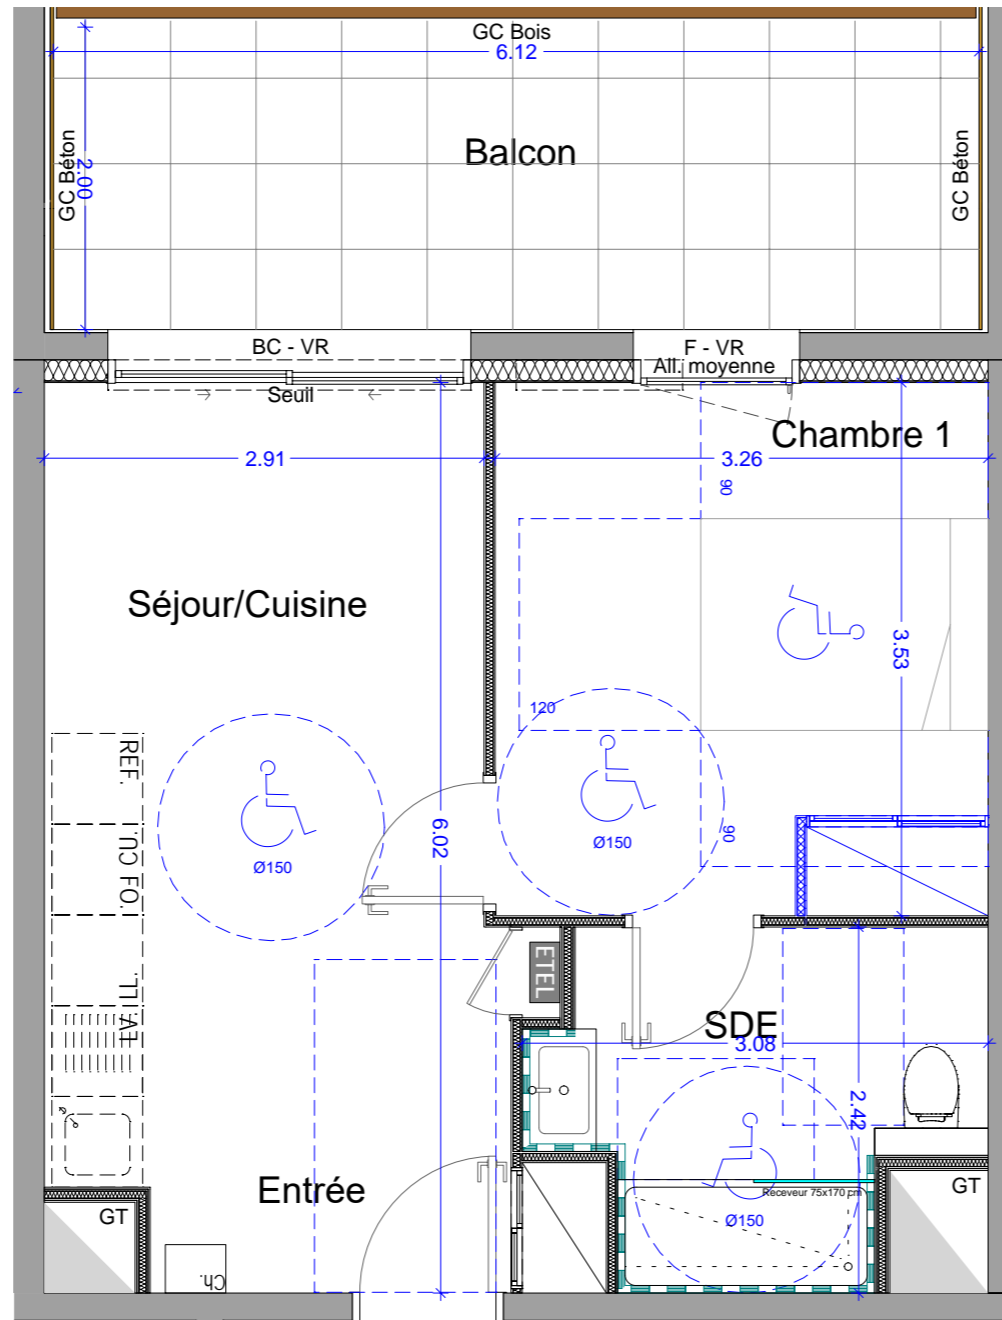 GC Bois
6.12
Balcon
GC Béton
2.00
GC Béton
BC - VR
F - VR
All. moyenne
Seuil
Chambre 1
2.91
3.26
90
Séjour/Cuisine
3.53
120
REF.
CU.
FO.
6.02
Ø150
Ø150
90
LV.
ETEL
SDE
3.08
2.42
Entrée
GT
Receveur 75x170 cm
GT
Ø150
Ch.